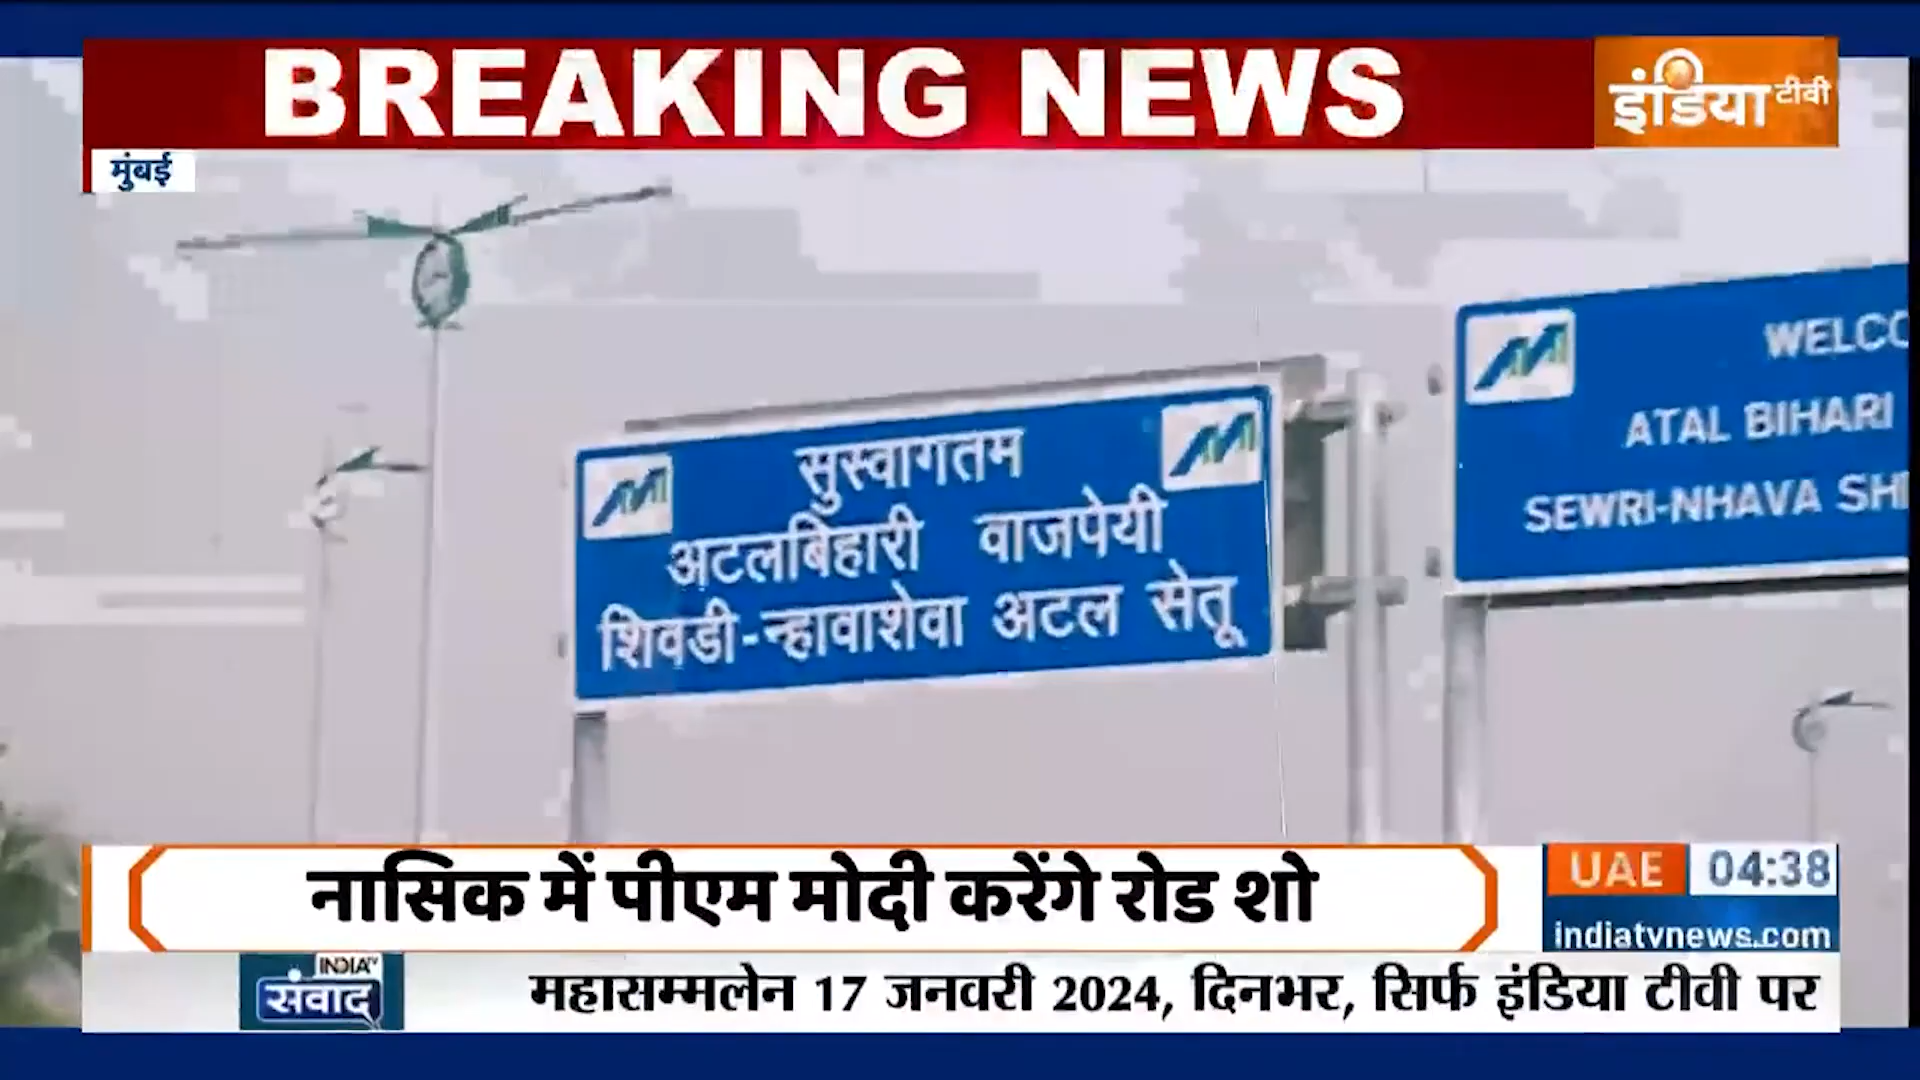 BREAKING NEWS
इंडिया टीवी
मुंबई
सुस्वागतम
अटलबिहारी वाजपेयी
शिवडी-न्हावाशेवा अटल सेतू
WELCO
ATAL BIHARI
SEWRI-NHAVA SH
नासिक में पीएम मोदी करेंगे रोड शो
UAE 04:38
indiatvnews.com
INDIA TV
संवाद
महासम्मलेन 17 जनवरी 2024, दिनभर, सिर्फ इंडिया टीवी पर